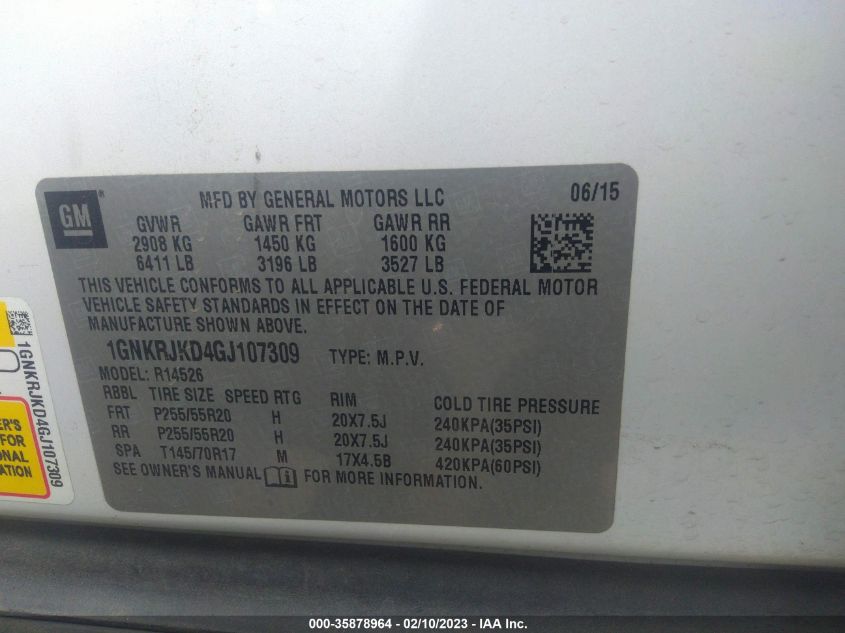 GM ®
MFD BY GENERAL MOTORS LLC 06/15
GVWR GAWR FRT GAWR RR
2908 KG 1450 KG 1600 KG
6411 LB 3196 LB 3527 LB
THIS VEHICLE CONFORMS TO ALL APPLICABLE U.S. FEDERAL MOTOR
VEHICLE SAFETY STANDARDS IN EFFECT ON THE DATE OF
MANUFACTURE SHOWN ABOVE.
1GNKRJKD4GJ107309 TYPE: M.P.V.
MODEL: R14526
RBBL TIRE SIZE SPEED RTG RIM COLD TIRE PRESSURE
FRT P255/55R20 H 20X7.5J 240KPA(35PSI)
RR P255/55R20 H 20X7.5J 240KPA(35PSI)
SPA T145/70R17 M 17X4.5B 420KPA(60PSI)
SEE OWNER'S MANUAL FOR MORE INFORMATION.
1GNKRJKD4GJ107309
FOR
000-35878964 - 02/10/2023 - IAA Inc.